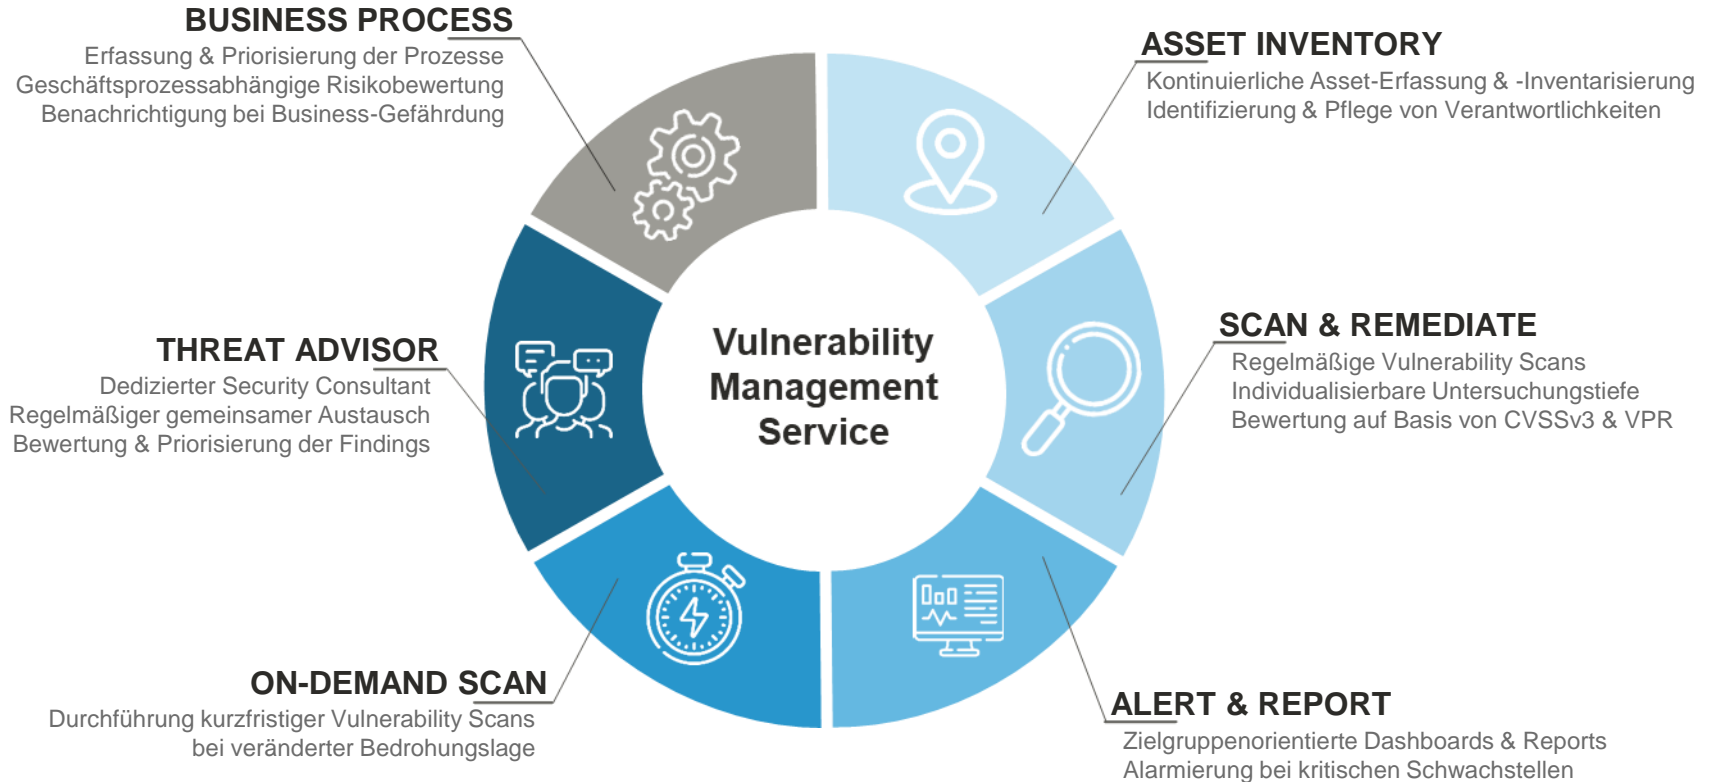 BUSINESS PROCESS
Erfassung & Priorisierung der Prozesse
Geschäftsprozessabhängige Risikobewertung
Benachrichtigung bei Business-Gefährdung
ASSET INVENTORY
Kontinuierliche Asset-Erfassung & -Inventarisierung
Identifizierung & Pflege von Verantwortlichkeiten
THREAT ADVISOR
Dedizierter Security Consultant
Regelmäßiger gemeinsamer Austausch
Bewertung & Priorisierung der Findings
Vulnerability
Management
Service
SCAN & REMEDIATE
Regelmäßige Vulnerability Scans
Individualisierbare Untersuchungstiefe
Bewertung auf Basis von CVSSv3 & VPR
ON-DEMAND SCAN
Durchführung kurzfristiger Vulnerability Scans
bei veränderter Bedrohungslage
ALERT & REPORT
Zielgruppenorientierte Dashboards & Reports
Alarmierung bei kritischen Schwachstellen